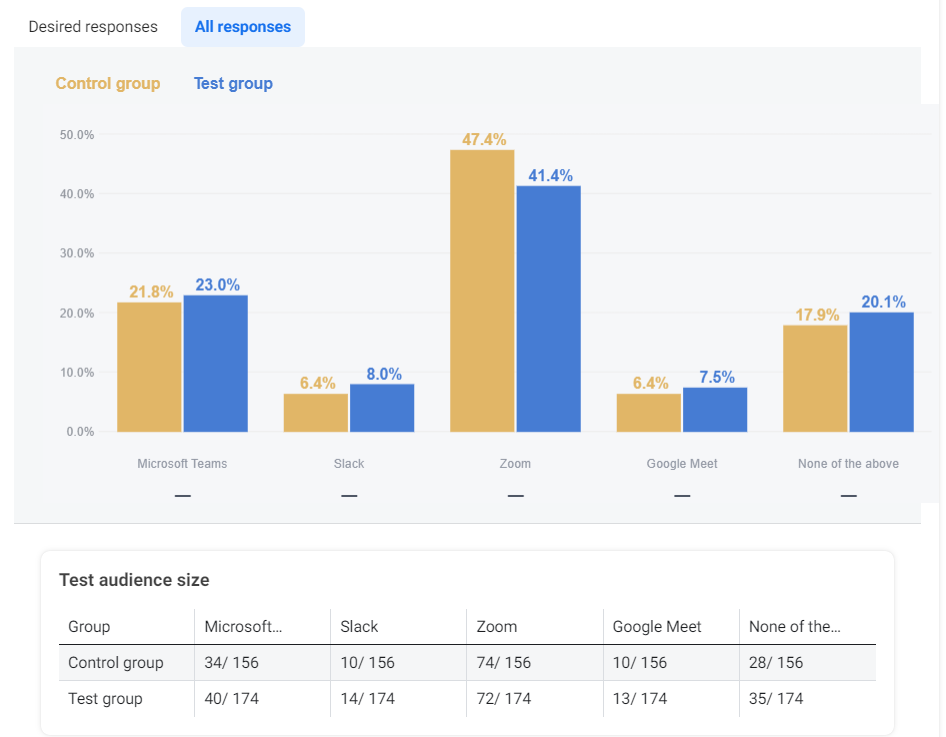 Desired responses All responses
Control group Test group
50.0%
47.4%
41.4%
40.0%
30.0%
21.8% 23.0%
20.0%
17.9% 20.1%
10.0%
6.4% 8.0%
6.4% 7.5%
0.0%
Microsoft Teams Slack Zoom Google Meet None of the above
— — — — —
Test audience size
Group Microsoft... Slack Zoom Google Meet None of the...
Control group 34/ 156 10/ 156 74/ 156 10/ 156 28/ 156
Test group 40/ 174 14/ 174 72/ 174 13/ 174 35/ 174